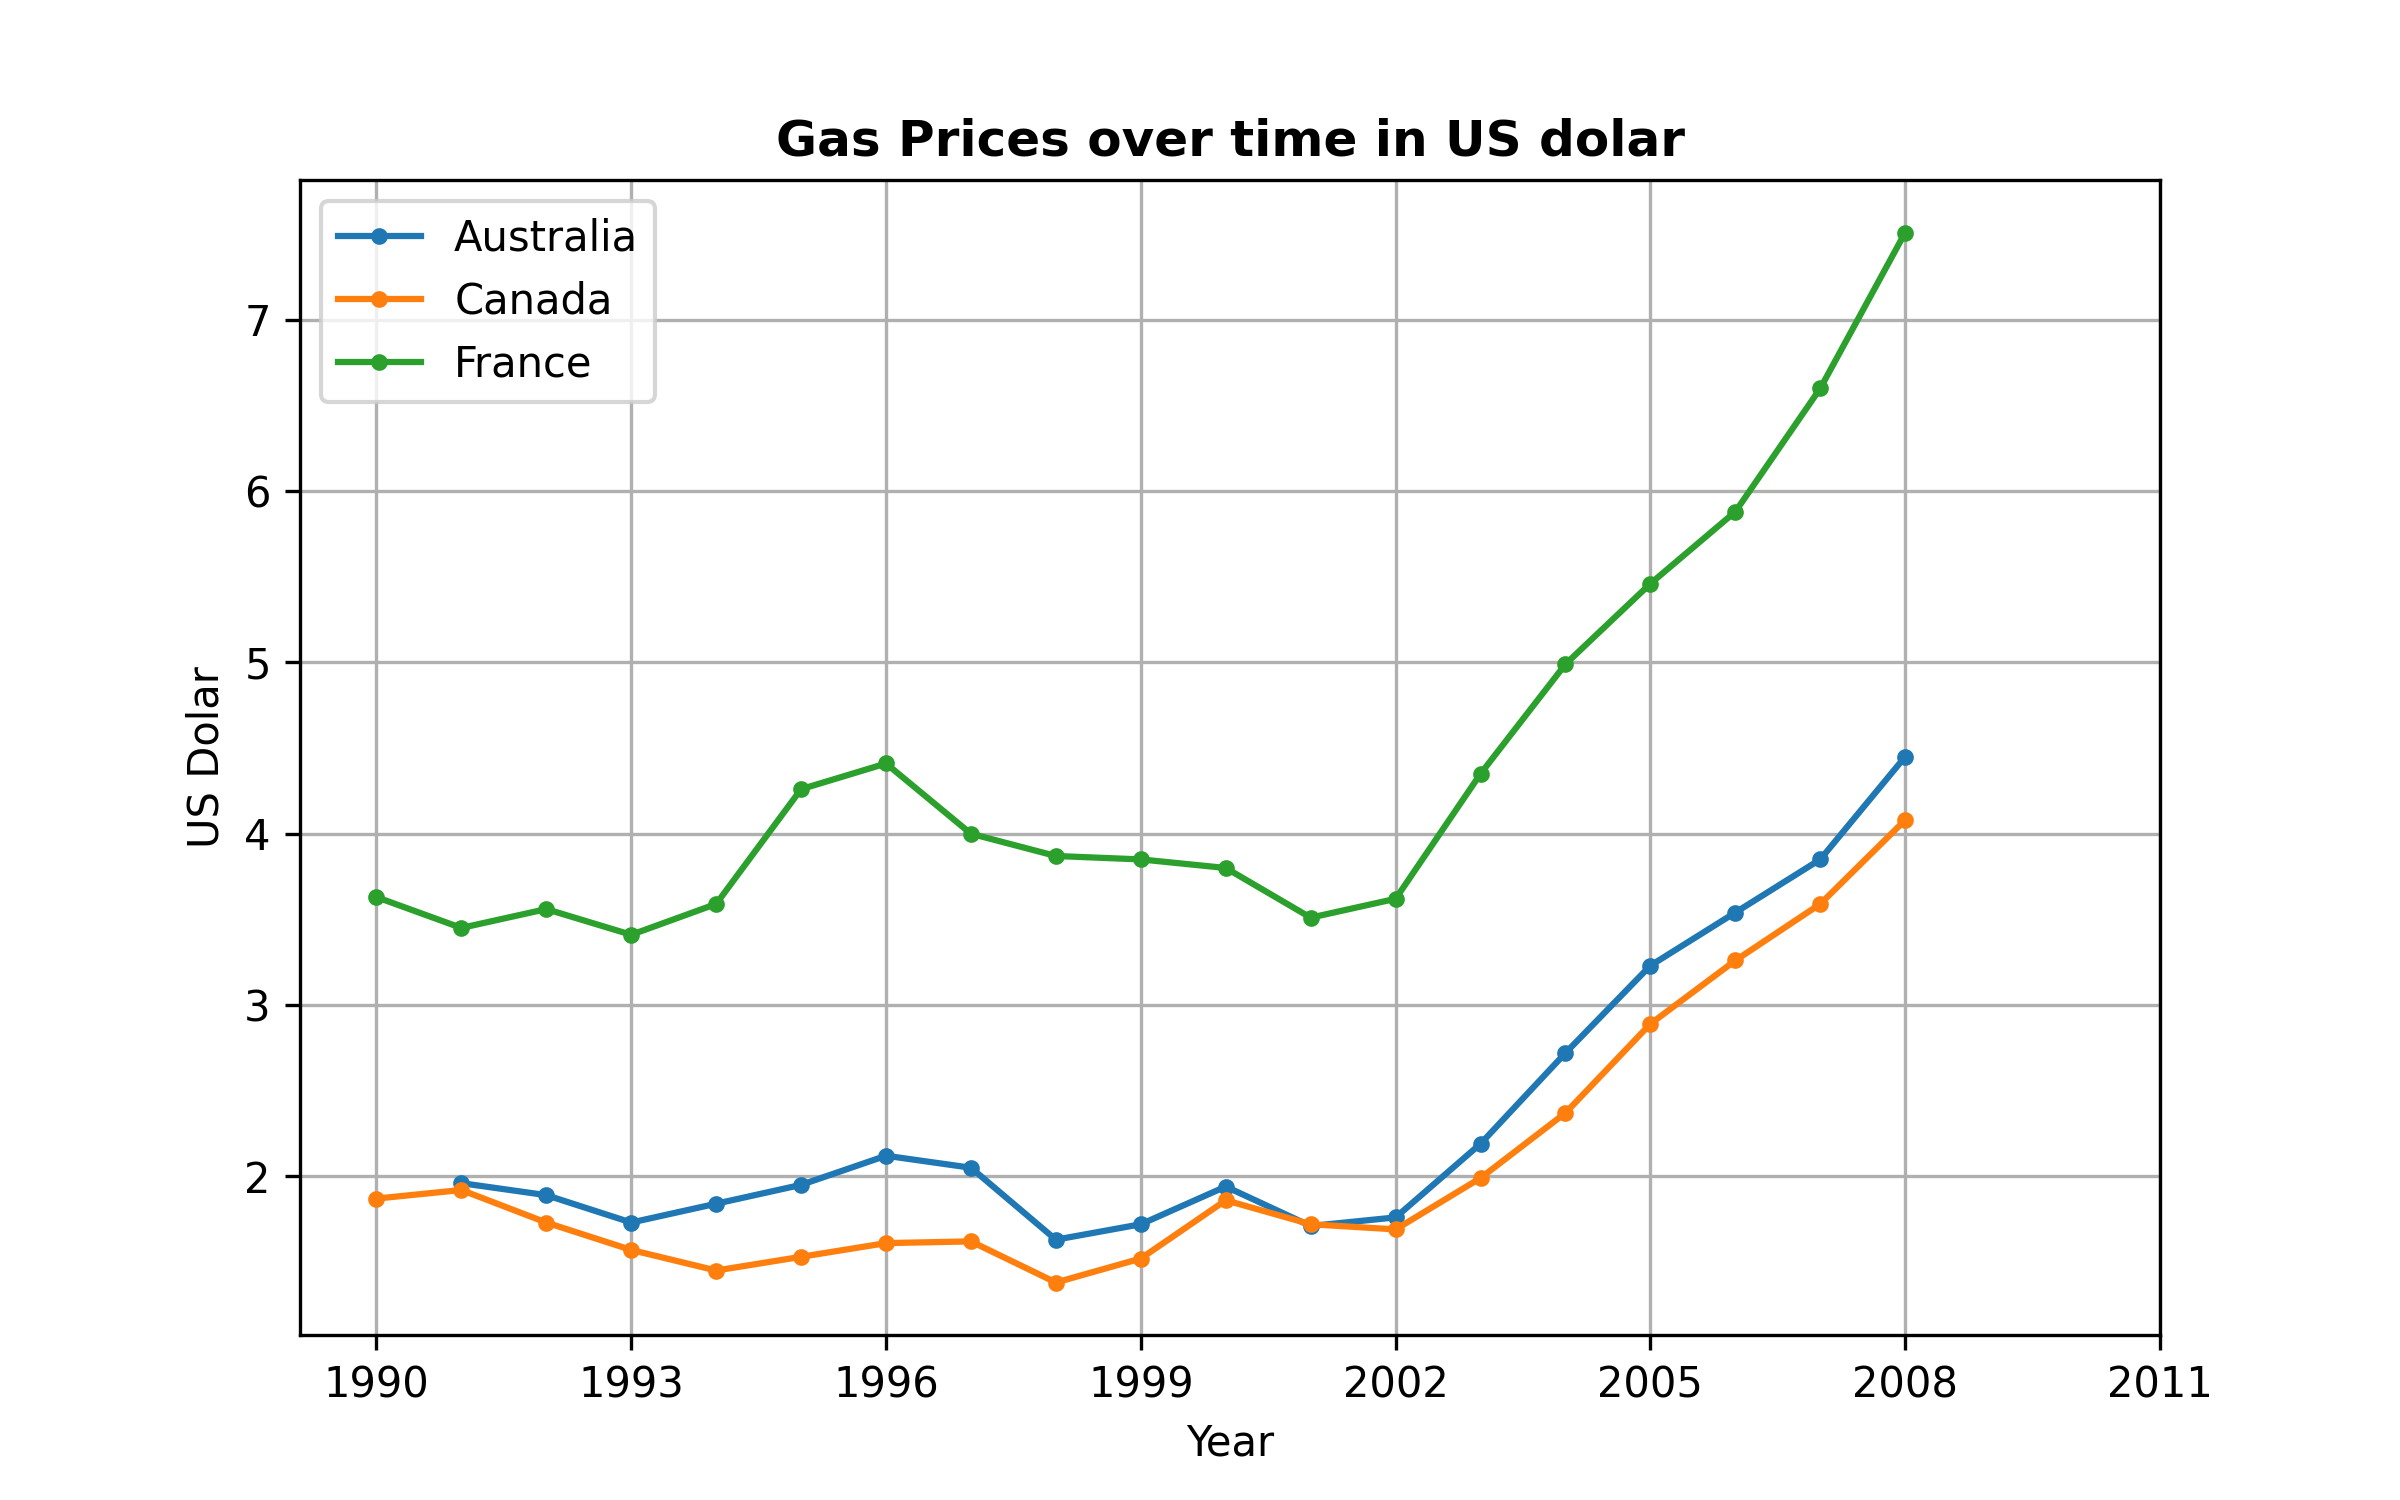 Gas Prices over time in US dolar
Australia
Canada
France
US Dolar
7
6
5
4
3
2
1990 1993 1996 1999 2002 2005 2008 2011
Year